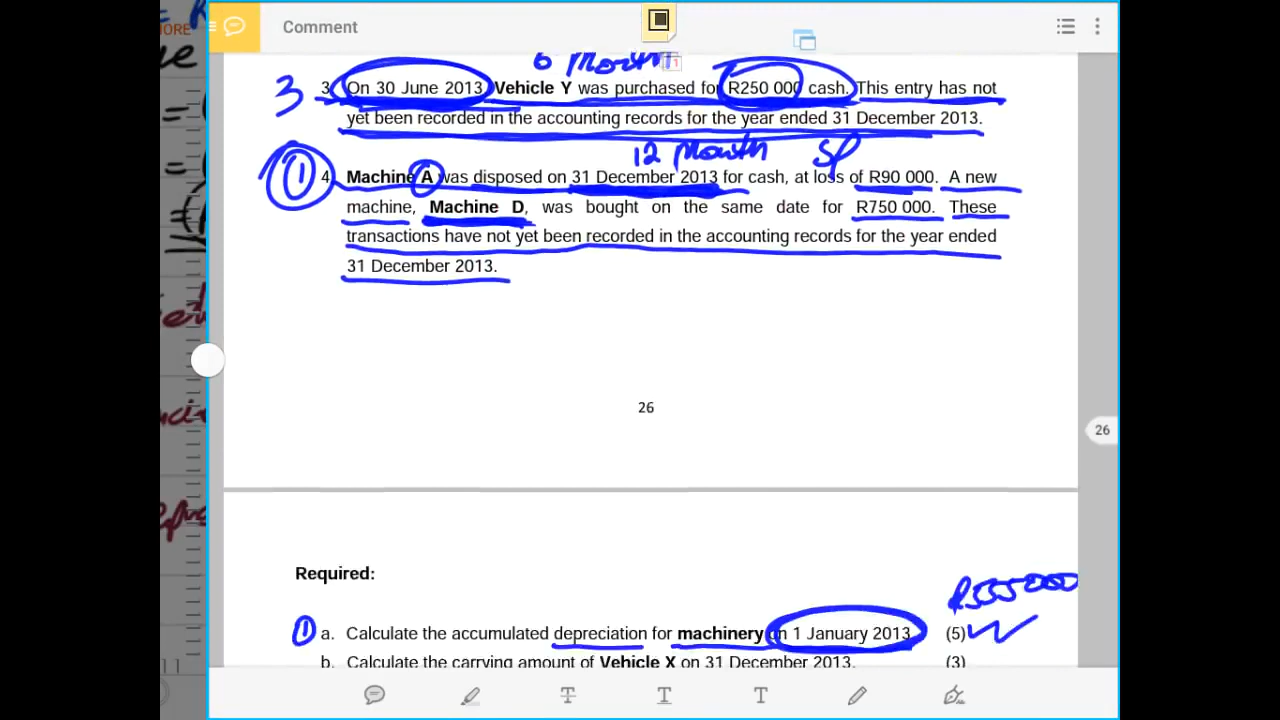 MORE
Comment
6 Month
3 3. On 30 June 2013, Vehicle Y was purchased for R250 000 cash. This entry has not
yet been recorded in the accounting records for the year ended 31 December 2013.
12 Month SP
1 4. Machine A was disposed on 31 December 2013 for cash, at loss of R90 000. A new
machine, Machine D, was bought on the same date for R750 000. These
transactions have not yet been recorded in the accounting records for the year ended
31 December 2013.
26
26
Required:
R555000
1 a. Calculate the accumulated depreciation for machinery on 1 January 2013. (5)
b. Calculate the carrying amount of Vehicle X on 31 December 2013. (3)
T T T